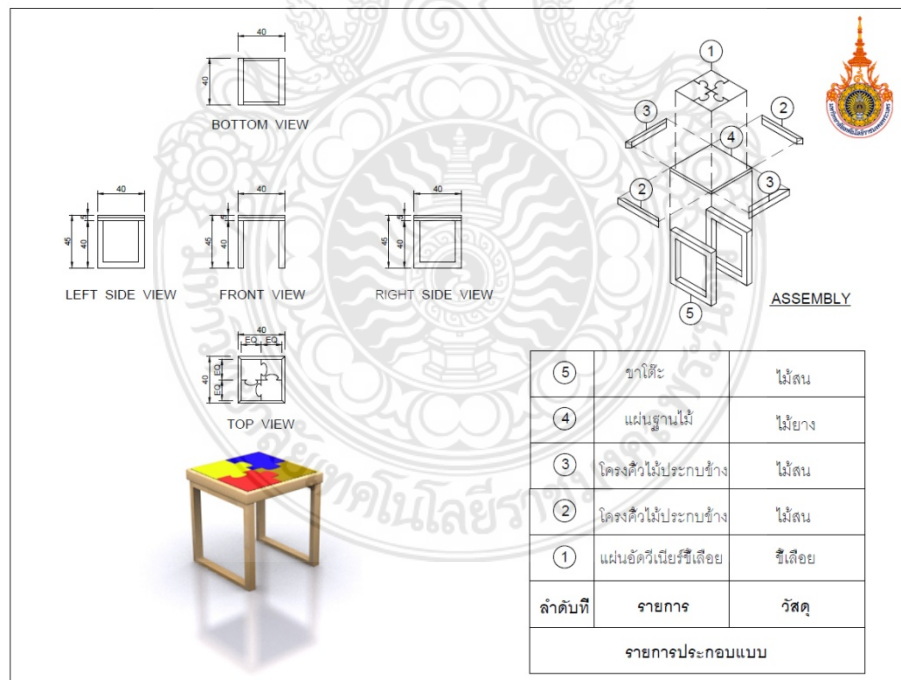 40
40
BOTTOM VIEW
40
45
5
40
LEFT SIDE VIEW
40
45
5
40
FRONT VIEW
40
45
5
40
RIGHT SIDE VIEW
40
EQ EQ
40
EQ
EQ
TOP VIEW
1
3
2
4
2
3
5
ASSEMBLY
5 ขาโต๊ะ ไม้สน
4 แผ่นฐานไม้ ไม้ยาง
3 โครงคิ้วไม้ประกบข้าง ไม้สน
2 โครงคิ้วไม้ประกบข้าง ไม้สน
1 แผ่นอัดวีเนียร์ขี้เลื่อย ขี้เลื่อย
ลำดับที่ รายการ วัสดุ
รายการประกอบแบบ